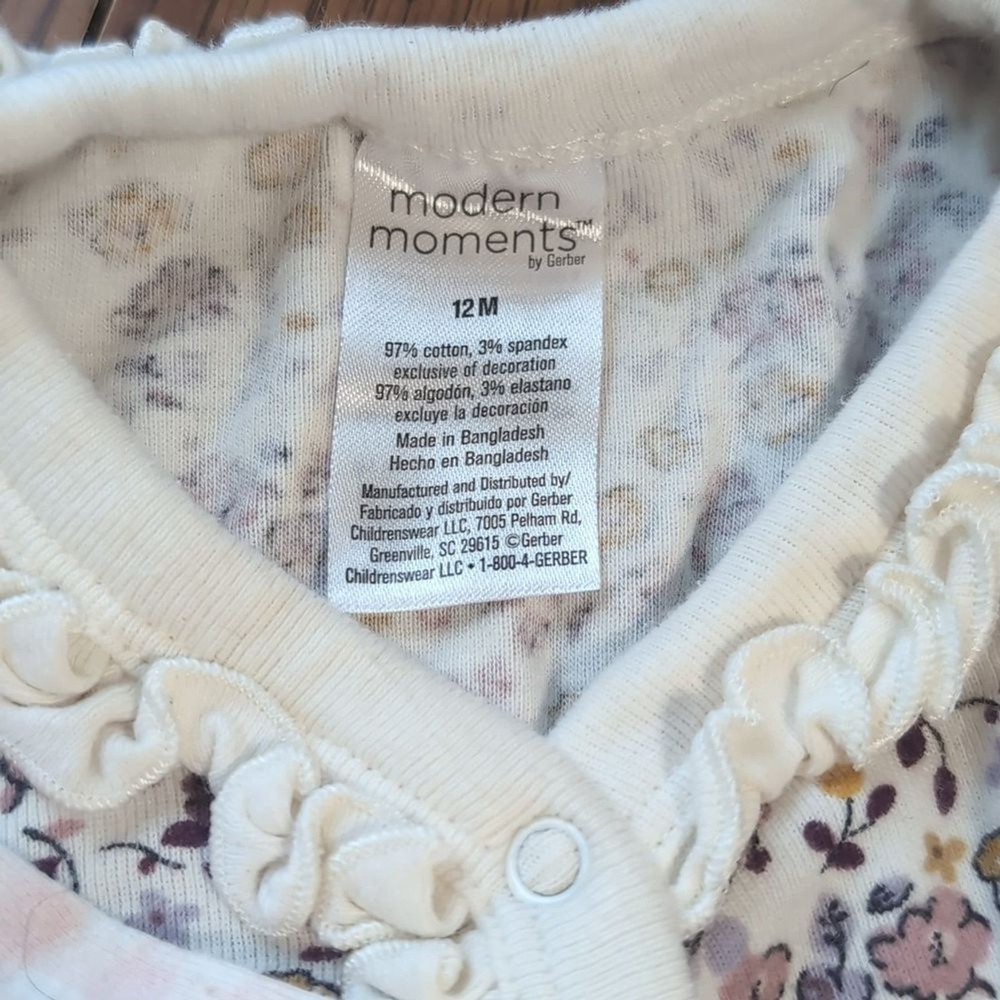 modern
moments™
by Gerber
12 M
97% cotton, 3% spandex
exclusive of decoration
97% algodón, 3% elastano
excluye la decoración
Made in Bangladesh
Hecho en Bangladesh
Manufactured and Distributed by/
Fabricado y distribuido por Gerber
Childrenswear LLC, 7005 Pelham Rd,
Greenville, SC 29615 ©Gerber
Childrenswear LLC • 1-800-4-GERBER